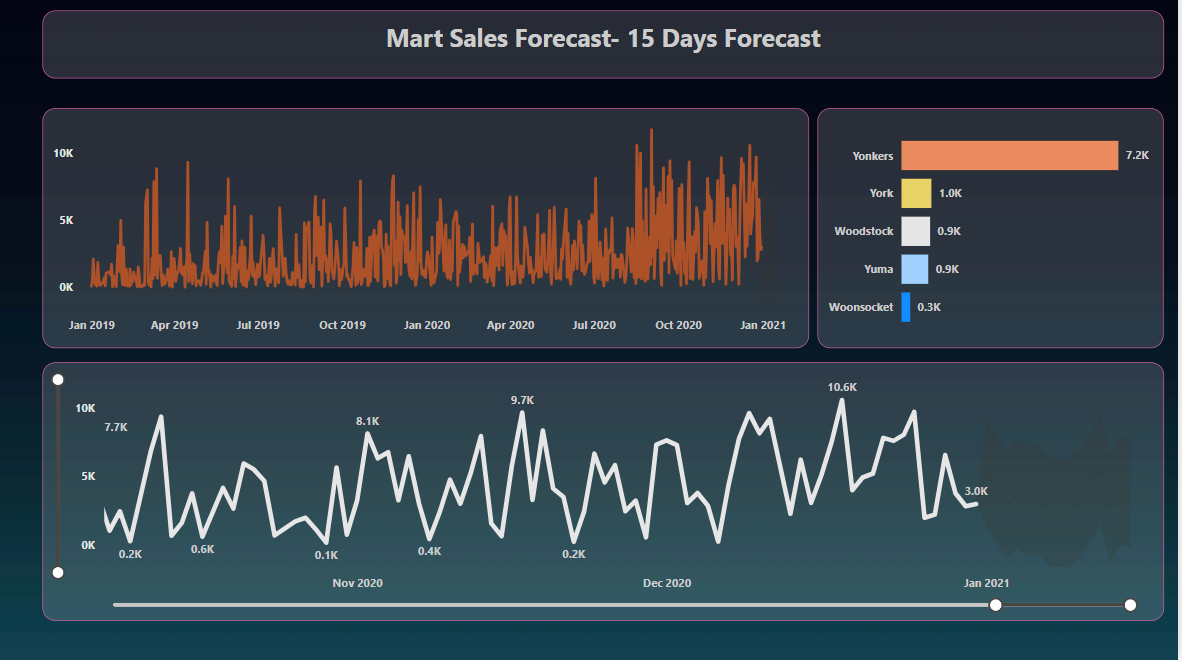 Mart Sales Forecast- 15 Days Forecast
10K
5K
0K
Jan 2019 Apr 2019 Jul 2019 Oct 2019 Jan 2020 Apr 2020 Jul 2020 Oct 2020 Jan 2021
Yonkers 7.2K
York 1.0K
Woodstock 0.9K
Yuma 0.9K
Woonsocket 0.3K
10K
5K
0K
7.7K
0.2K
0.6K
8.1K
0.1K
0.4K
9.7K
0.2K
10.6K
3.0K
Nov 2020 Dec 2020 Jan 2021